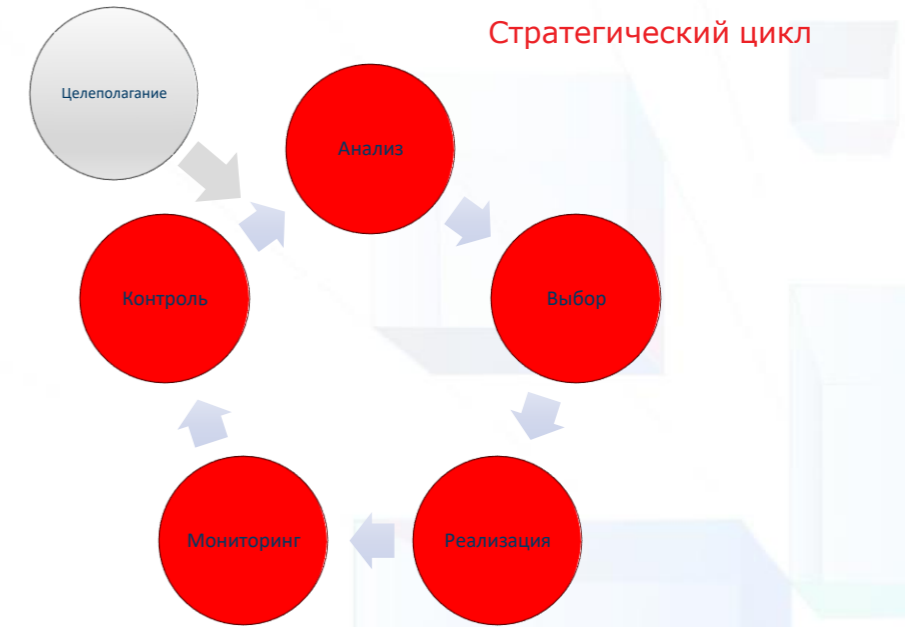 Стратегический цикл
Целеполагание
Анализ
Выбор
Реализация
Мониторинг
Контроль